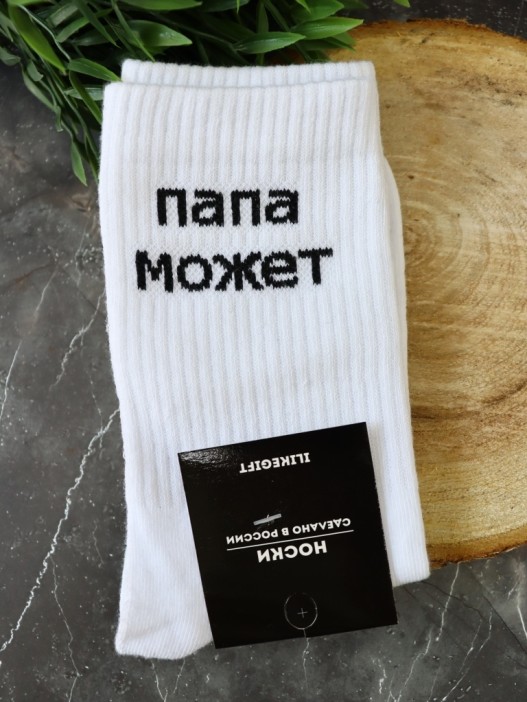 папа
может
НОСКИ
СДЕЛАНО В РОССИИ
ILIKEGIFT